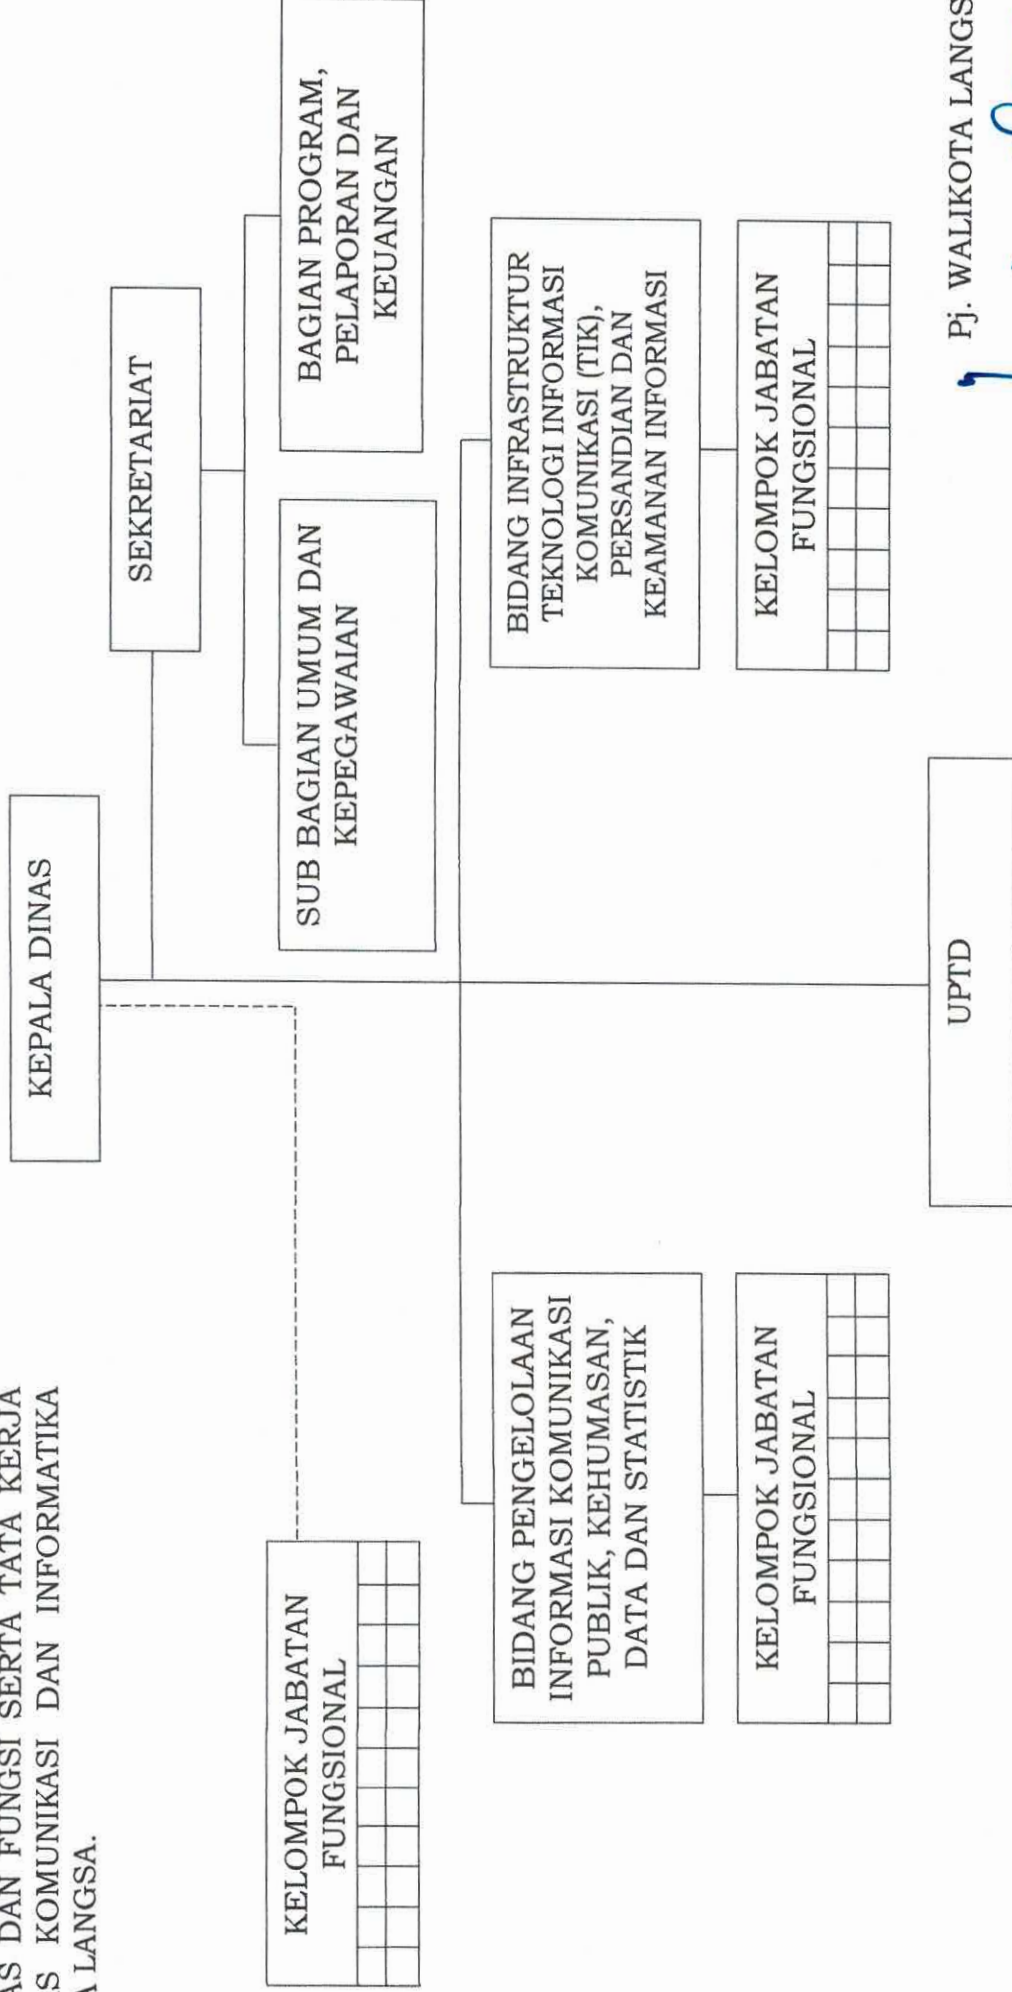 DAN FUNGSI SERTA TATA KERJA
KOMUNIKASI DAN INFORMATIKA
LANGSA.
KEPALA DINAS
SEKRETARIAT
KELOMPOK JABATAN
FUNGSIONAL
SUB BAGIAN UMUM DAN
KEPEGAWAIAN
BAGIAN PROGRAM,
PELAPORAN DAN
KEUANGAN
BIDANG PENGELOLAAN
INFORMASI KOMUNIKASI
PUBLIK, KEHUMASAN,
DATA DAN STATISTIK
BIDANG INFRASTRUKTUR
TEKNOLOGI INFORMASI
KOMUNIKASI (TIK),
PERSANDIAN DAN
KEAMANAN INFORMASI
KELOMPOK JABATAN
FUNGSIONAL
KELOMPOK JABATAN
FUNGSIONAL
UPTD
Pj. WALIKOTA LANGS